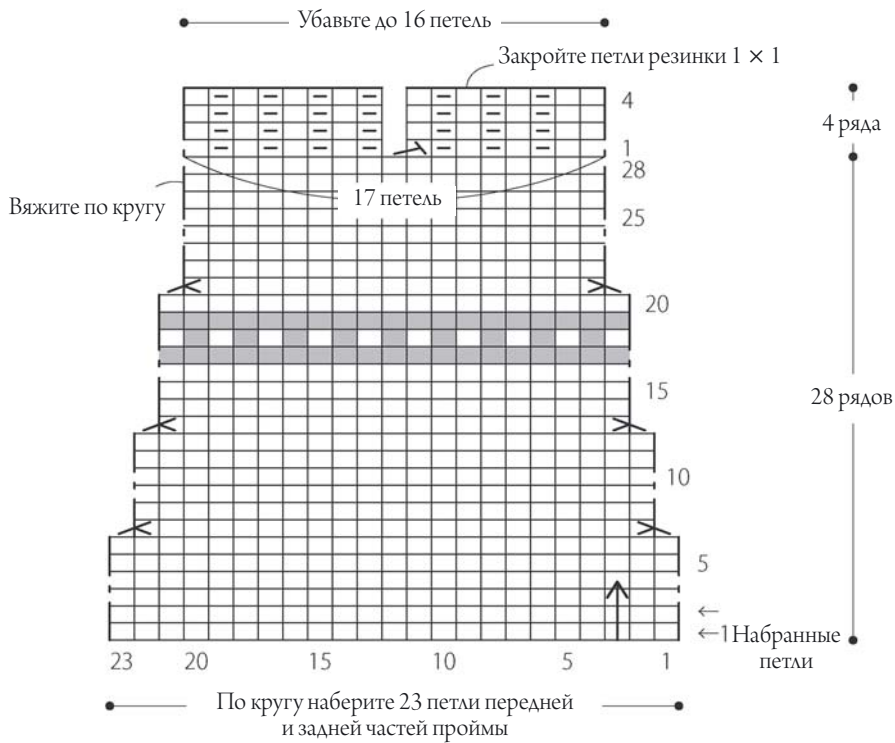 Убавьте до 16 петель
Закройте петли резинки 1 × 1
4
1
4 ряда
28
17 петель
Вяжите по кругу
25
20
15
28 рядов
10
5
←
←1 Набранные
петли
23 20 15 10 5 1
По кругу наберите 23 петли передней
и задней частей проймы